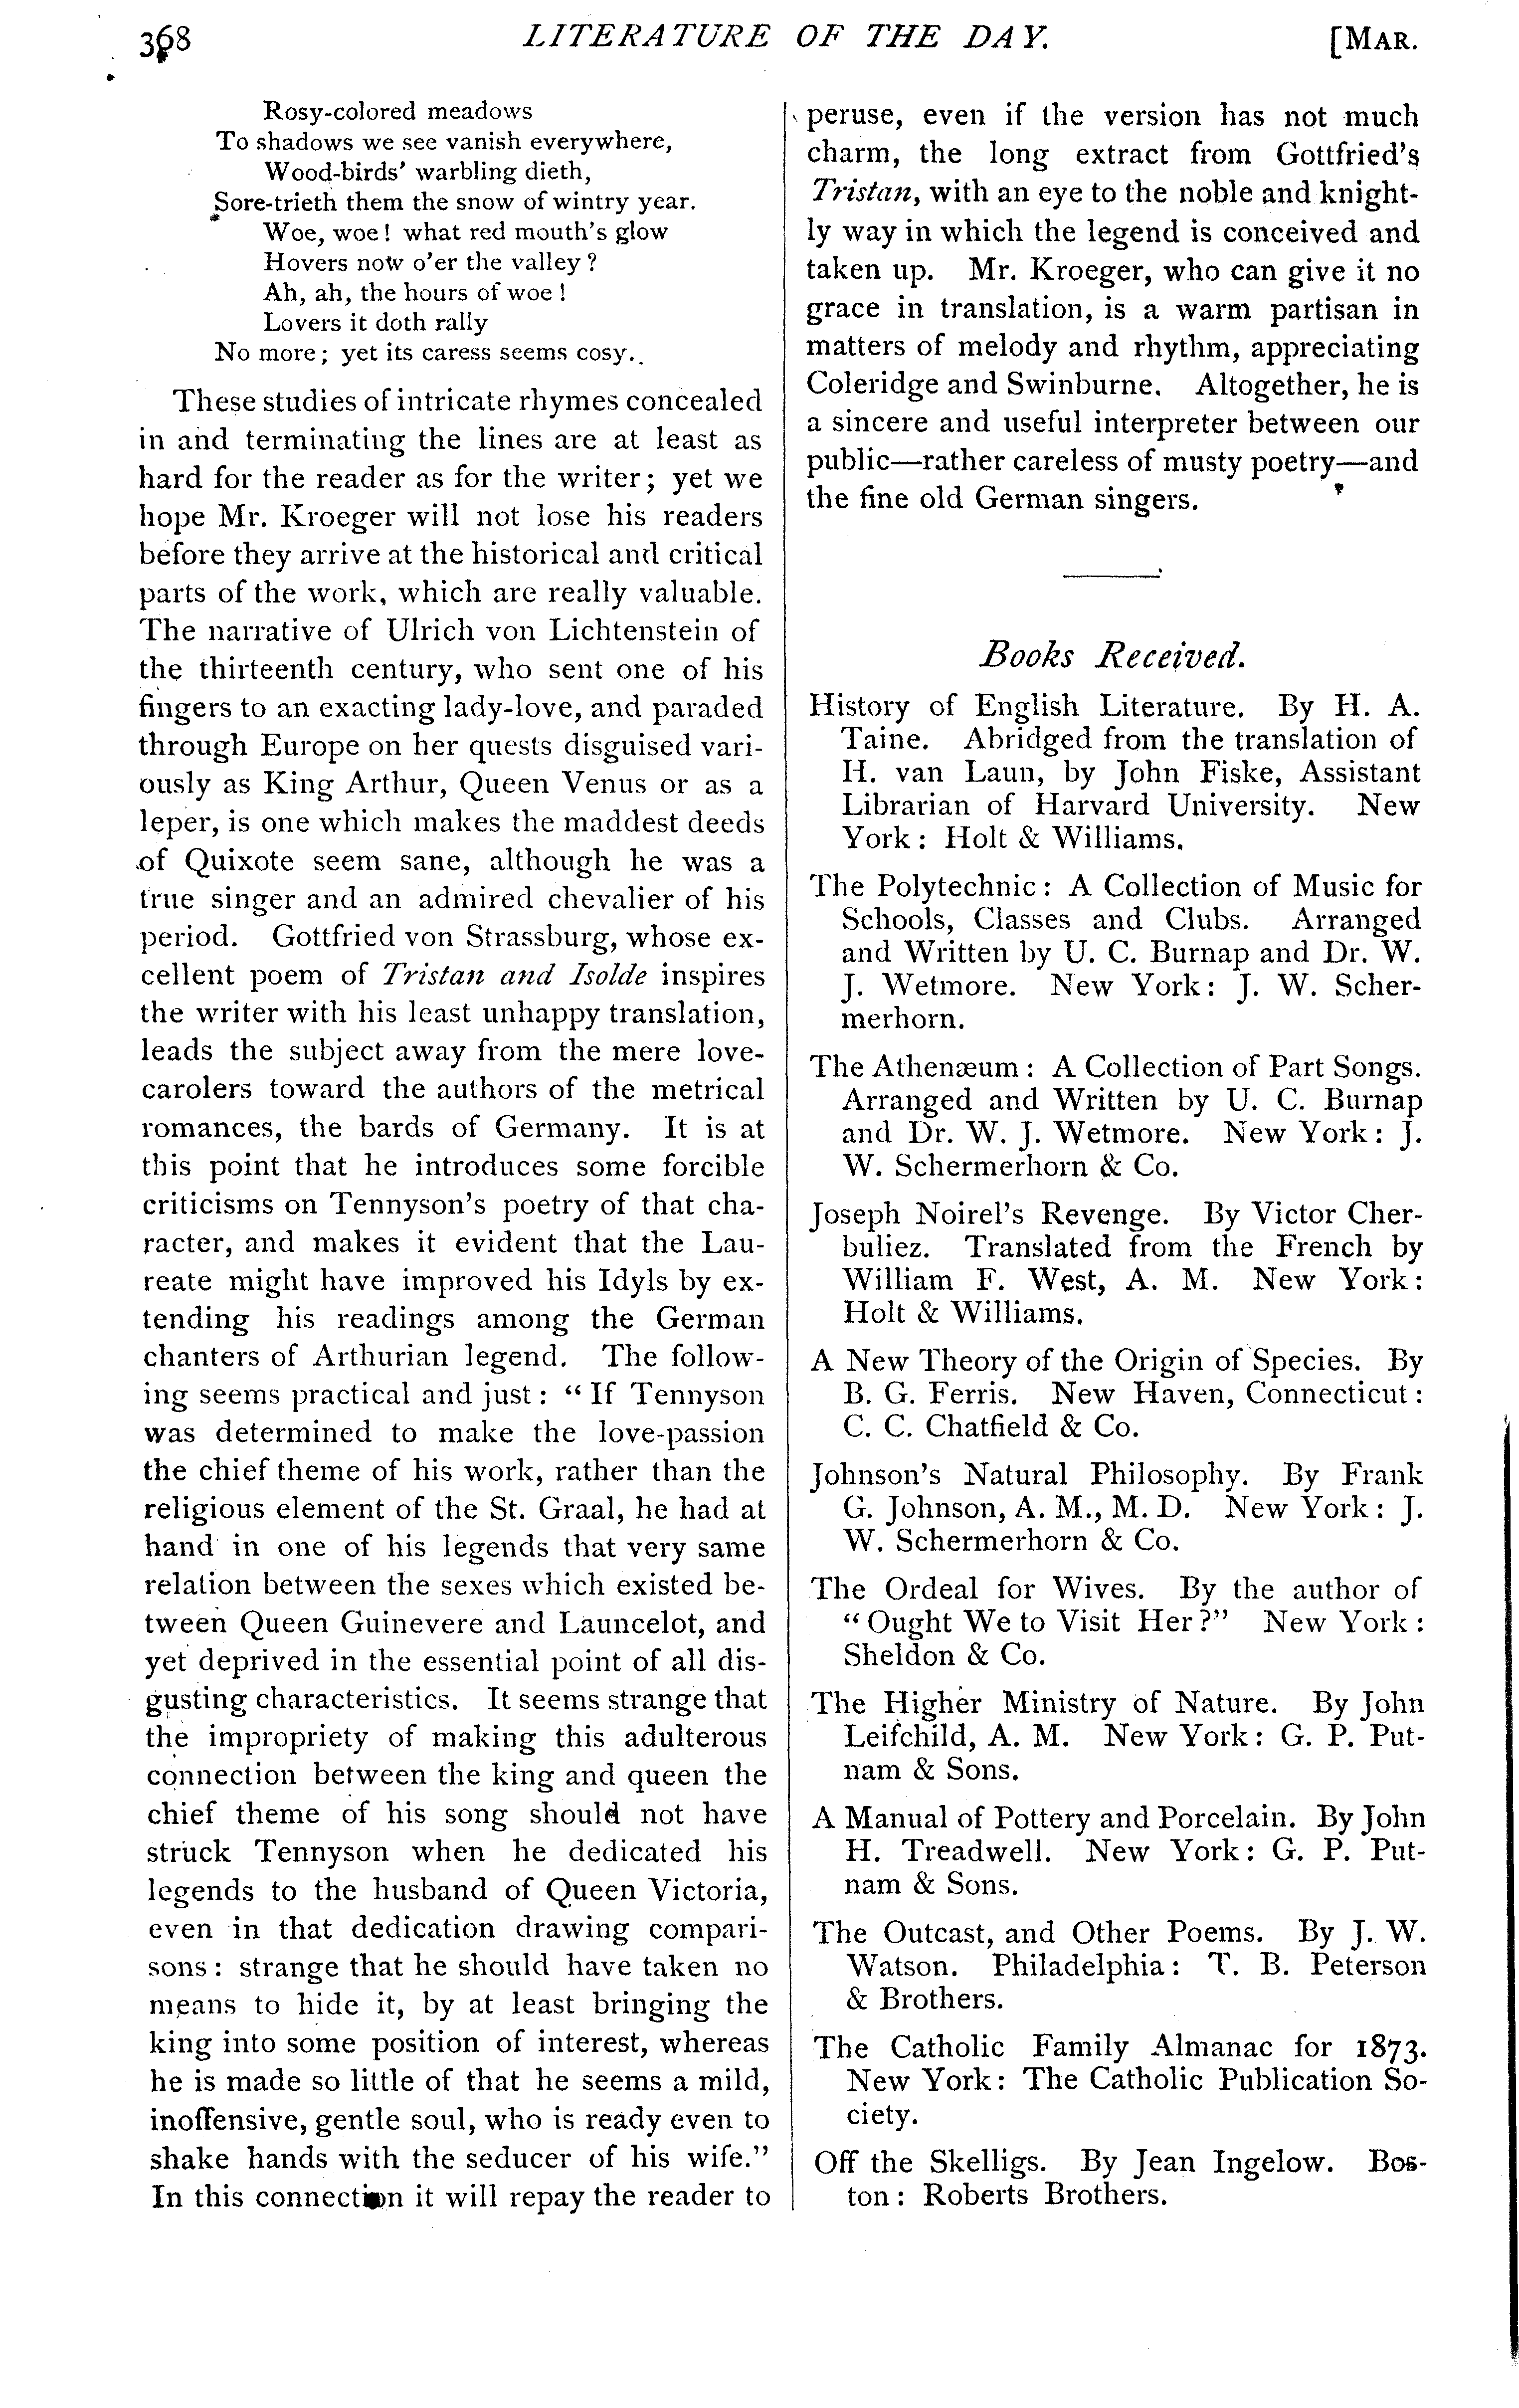 368
LITERATURE OF THE DAY.
[MAR.
Rosy-colored meadows
To shadows we see vanish everywhere,
Wood-birds' warbling dieth,
Sore-trieth them the snow of wintry year.
Woe, woe! what red mouth's glow
Hovers now o'er the valley?
Ah, ah, the hours of woe!
Lovers it doth rally
No more; yet its caress seems cosy.
These studies of intricate rhymes concealed
in and terminating the lines are at least as
hard for the reader as for the writer; yet we
hope Mr. Kroeger will not lose his readers
before they arrive at the historical and critical
parts of the work, which are really valuable.
The narrative of Ulrich von Lichtenstein of
the thirteenth century, who sent one of his
fingers to an exacting lady-love, and paraded
through Europe on her quests disguised vari-
ously as King Arthur, Queen Venus or as a
leper, is one which makes the maddest deeds
of Quixote seem sane, although he was a
true singer and an admired chevalier of his
period. Gottfried von Strassburg, whose ex-
cellent poem of Tristan and Isolde inspires
the writer with his least unhappy translation,
leads the subject away from the mere love-
carolers toward the authors of the metrical
romances, the bards of Germany. It is at
this point that he introduces some forcible
criticisms on Tennyson's poetry of that cha-
racter, and makes it evident that the Lau-
reate might have improved his Idyls by ex-
tending his readings among the German
chanters of Arthurian legend. The follow-
ing seems practical and just: "If Tennyson
was determined to make the love-passion
the chief theme of his work, rather than the
religious element of the St. Graal, he had at
hand in one of his legends that very same
relation between the sexes which existed be-
tween Queen Guinevere and Launcelot, and
yet deprived in the essential point of all dis-
gusting characteristics. It seems strange that
the impropriety of making this adulterous
connection between the king and queen the
chief theme of his song should not have
struck Tennyson when he dedicated his
legends to the husband of Queen Victoria,
even in that dedication drawing compari-
sons: strange that he should have taken no
means to hide it, by at least bringing the
king into some position of interest, whereas
he is made so little of that he seems a mild,
inoffensive, gentle soul, who is ready even to
shake hands with the seducer of his wife."
In this connection it will repay the reader to
peruse, even if the version has not much
charm, the long extract from Gottfried's
Tristan, with an eye to the noble and knight-
ly way in which the legend is conceived and
taken up. Mr. Kroeger, who can give it no
grace in translation, is a warm partisan in
matters of melody and rhythm, appreciating
Coleridge and Swinburne. Altogether, he is
a sincere and useful interpreter between our
public—rather careless of musty poetry—and
the fine old German singers.
Books Received.
History of English Literature. By H. A.
Taine. Abridged from the translation of
H. van Laun, by John Fiske, Assistant
Librarian of Harvard University. New
York: Holt & Williams.
The Polytechnic: A Collection of Music for
Schools, Classes and Clubs. Arranged
and Written by U. C. Burnap and Dr. W.
J. Wetmore. New York: J. W. Scher-
merhorn.
The Athenæum: A Collection of Part Songs.
Arranged and Written by U. C. Burnap
and Dr. W. J. Wetmore. New York: J.
W. Schermerhorn & Co.
Joseph Noirel's Revenge. By Victor Cher-
buliez. Translated from the French by
William F. West, A. M. New York:
Holt & Williams.
A New Theory of the Origin of Species. By
B. G. Ferris. New Haven, Connecticut:
C. C. Chatfield & Co.
Johnson's Natural Philosophy. By Frank
G. Johnson, A. M., M. D. New York: J.
W. Schermerhorn & Co.
The Ordeal for Wives. By the author of
"Ought We to Visit Her?" New York:
Sheldon & Co.
The Higher Ministry of Nature. By John
Leifchild, A. M. New York: G. P. Put-
nam & Sons.
A Manual of Pottery and Porcelain. By John
H. Treadwell. New York: G. P. Put-
nam & Sons.
The Outcast, and Other Poems. By J. W.
Watson. Philadelphia: T. B. Peterson
& Brothers.
The Catholic Family Almanac for 1873.
New York: The Catholic Publication So-
ciety.
Off the Skelligs. By Jean Ingelow. Bos-
ton: Roberts Brothers.